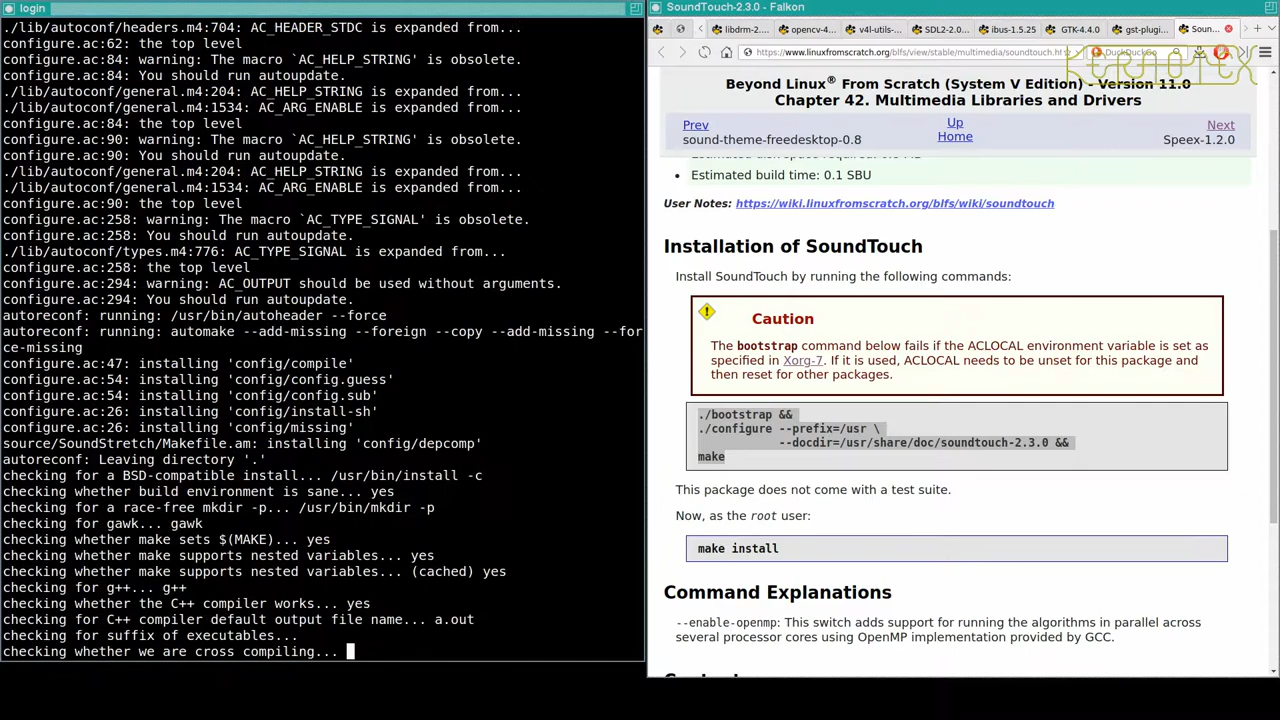 login
./lib/autoconf/headers.m4:704: AC_HEADER_STDC is expanded from...
configure.ac:62: the top level
configure.ac:84: warning: The macro `AC_HELP_STRING' is obsolete.
configure.ac:84: You should run autoupdate.
./lib/autoconf/general.m4:204: AC_HELP_STRING is expanded from...
./lib/autoconf/general.m4:1534: AC_ARG_ENABLE is expanded from...
configure.ac:84: the top level
configure.ac:90: warning: The macro `AC_HELP_STRING' is obsolete.
configure.ac:90: You should run autoupdate.
./lib/autoconf/general.m4:204: AC_HELP_STRING is expanded from...
./lib/autoconf/general.m4:1534: AC_ARG_ENABLE is expanded from...
configure.ac:90: the top level
configure.ac:258: warning: The macro `AC_TYPE_SIGNAL' is obsolete.
configure.ac:258: You should run autoupdate.
./lib/autoconf/types.m4:776: AC_TYPE_SIGNAL is expanded from...
configure.ac:258: the top level
configure.ac:294: warning: AC_OUTPUT should be used without arguments.
configure.ac:294: You should run autoupdate.
autoreconf: running: /usr/bin/autoheader --force
autoreconf: running: automake --add-missing --foreign --copy --add-missing --for
ce-missing
configure.ac:47: installing 'config/compile'
configure.ac:54: installing 'config/config.guess'
configure.ac:54: installing 'config/config.sub'
configure.ac:26: installing 'config/install-sh'
configure.ac:26: installing 'config/missing'
source/SoundStretch/Makefile.am: installing 'config/depcomp'
autoreconf: Leaving directory '.'
checking for a BSD-compatible install... /usr/bin/install -c
checking whether build environment is sane... yes
checking for a race-free mkdir -p... /usr/bin/mkdir -p
checking for gawk... gawk
checking whether make sets $(MAKE)... yes
checking whether make supports nested variables... yes
checking whether make supports nested variables... (cached) yes
checking for g++... g++
checking whether the C++ compiler works... yes
checking for C++ compiler default output file name... a.out
checking for suffix of executables...
checking whether we are cross compiling...
SoundTouch-2.3.0 - Falkon
libdrm-2.... opencv-4... v4l-utils-... SDL2-2.0... ibus-1.5.25 GTK-4.4.0 gst-plugi... Soun...
https://www.linuxfromscratch.org/blfs/view/stable/multimedia/soundtouch.ht DuckDuckGo
KERNOTEX
Beyond Linux® From Scratch (System V Edition) - Version 11.0
Chapter 42. Multimedia Libraries and Drivers
Prev Up Next
sound-theme-freedesktop-0.8 Home Speex-1.2.0
• Estimated build time: 0.1 SBU
User Notes: https://wiki.linuxfromscratch.org/blfs/wiki/soundtouch
Installation of SoundTouch
Install SoundTouch by running the following commands:
Caution
The bootstrap command below fails if the ACLOCAL environment variable is set as
specified in Xorg-7. If it is used, ACLOCAL needs to be unset for this package and
then reset for other packages.
./bootstrap &&
./configure --prefix=/usr \
--docdir=/usr/share/doc/soundtouch-2.3.0 &&
make
This package does not come with a test suite.
Now, as the root user:
make install
Command Explanations
--enable-openmp: This switch adds support for running the algorithms in parallel across
several processor cores using OpenMP implementation provided by GCC.